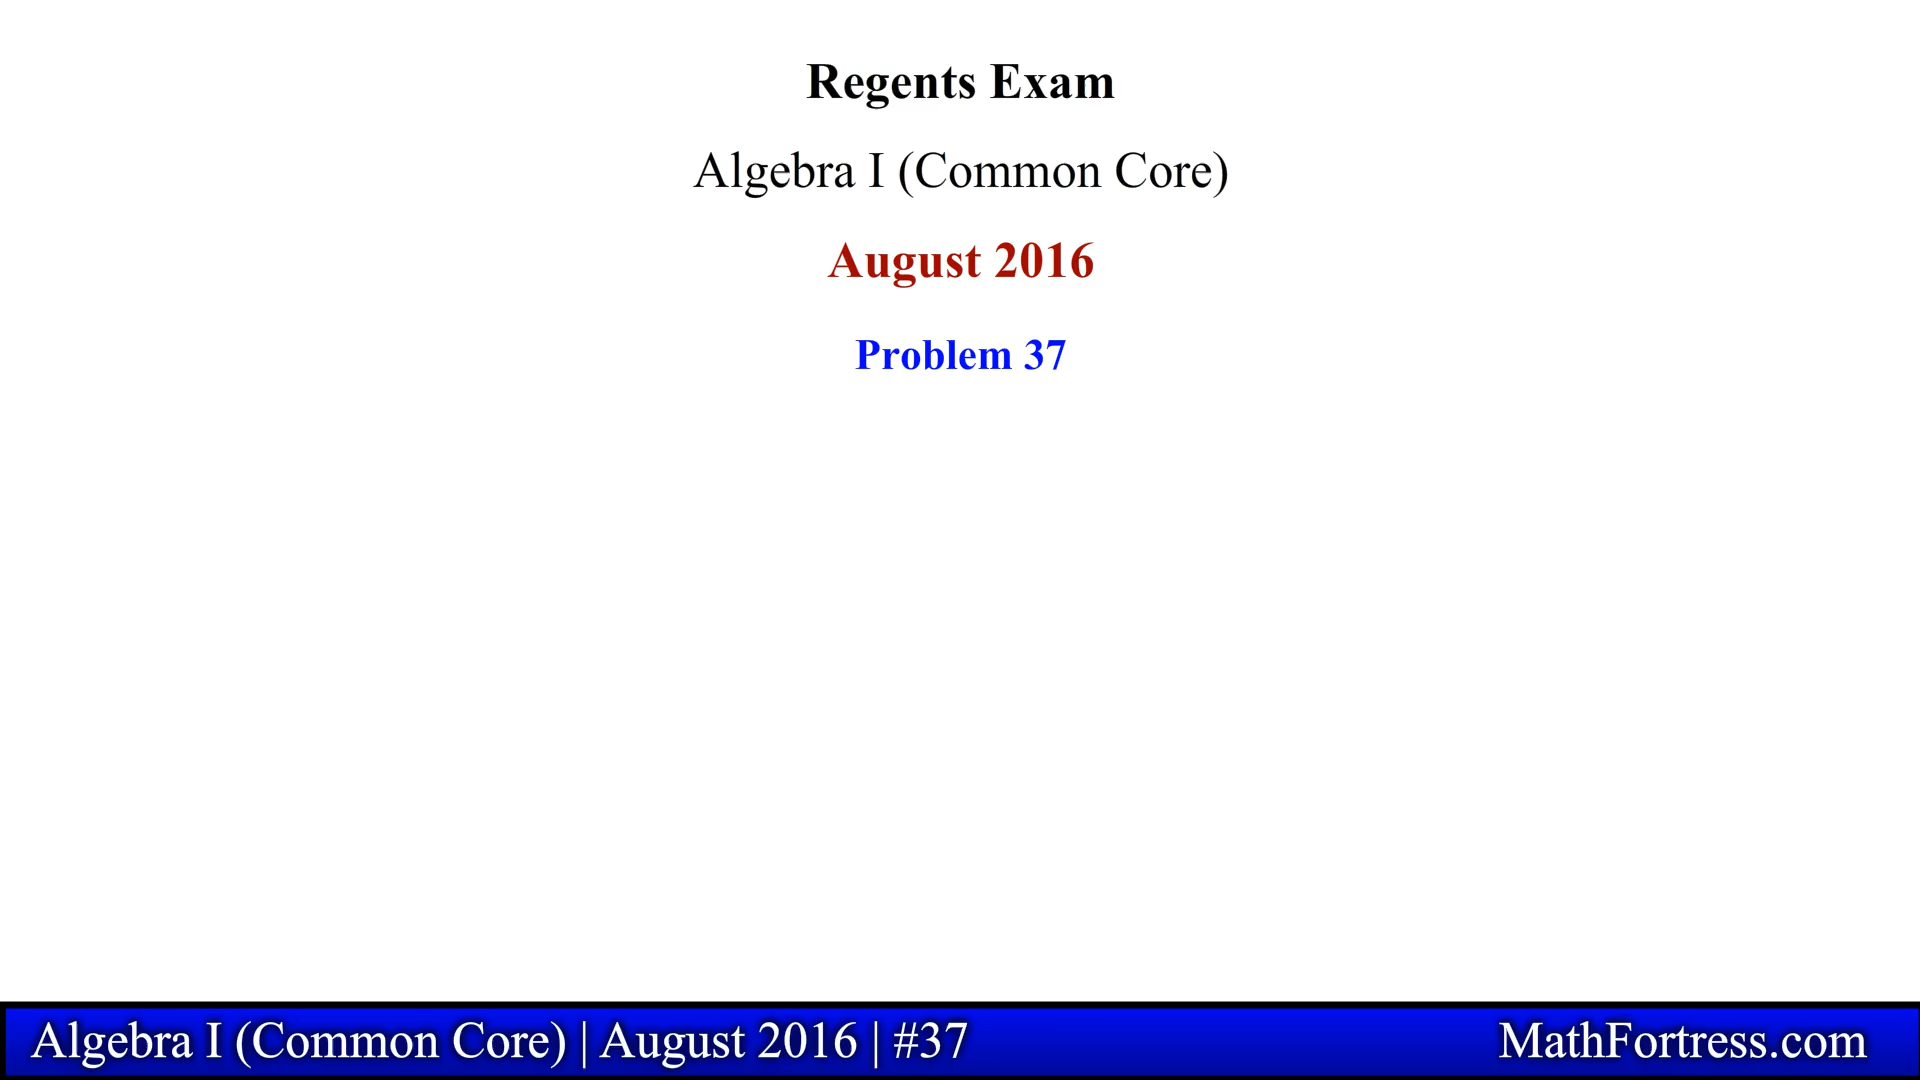 Regents Exam
Algebra I (Common Core)
August 2016
Problem 37
Algebra I (Common Core) | August 2016 | #37
MathFortress.com